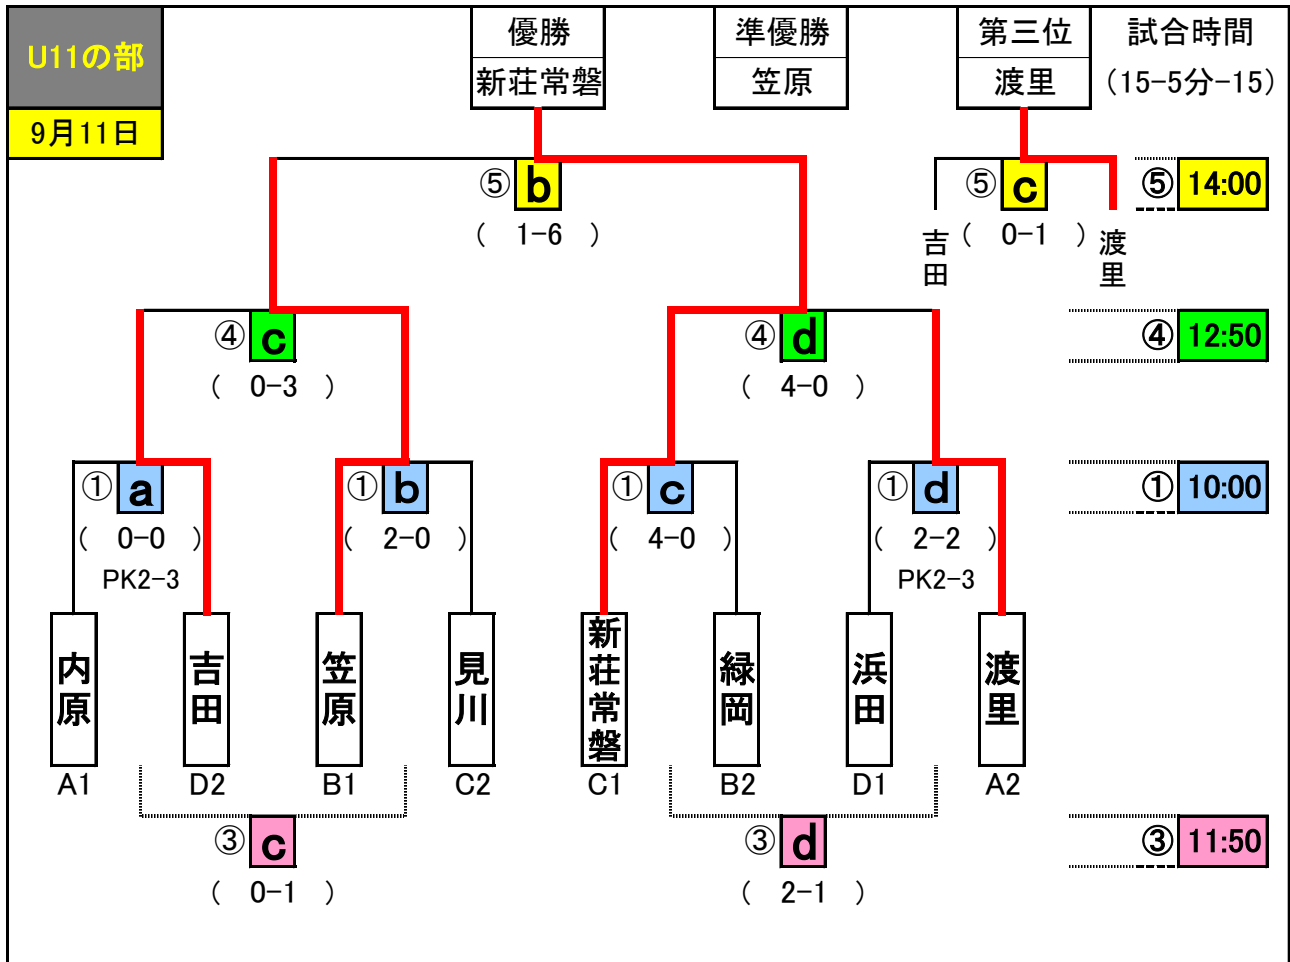 U11の部
9月11日
優勝
新荘常磐
準優勝
笠原
第三位
渡里
試合時間
(15-5分-15)
⑤ b
( 1-6 )
⑤ c
( 0-1 )
吉田
渡里
⑤ 14:00
④ c
( 0-3 )
④ d
( 4-0 )
④ 12:50
① a
( 0-0 )
PK2-3
① b
( 2-0 )
① c
( 4-0 )
① d
( 2-2 )
PK2-3
① 10:00
内原
吉田
笠原
見川
新荘常磐
緑岡
浜田
渡里
A1
D2
B1
C2
C1
B2
D1
A2
③ c
( 0-1 )
③ d
( 2-1 )
③ 11:50